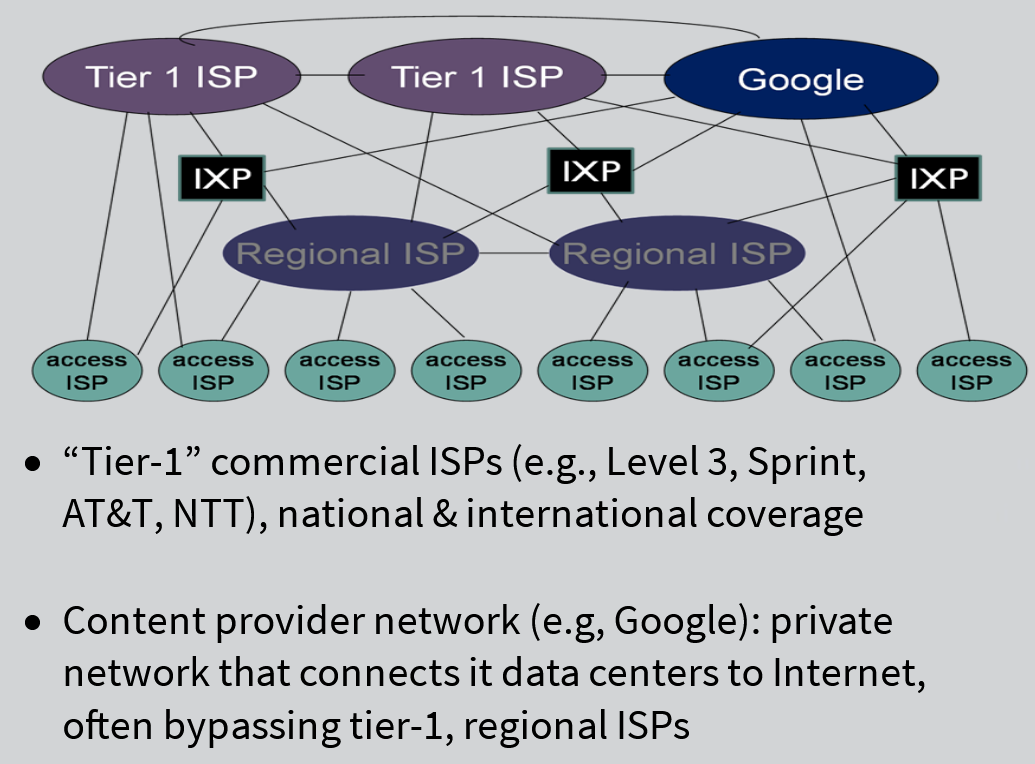 Tier 1 ISP
Tier 1 ISP
Google
IXP
IXP
IXP
Regional ISP
Regional ISP
access
ISP
access
ISP
access
ISP
access
ISP
access
ISP
access
ISP
access
ISP
access
ISP
• “Tier-1” commercial ISPs (e.g., Level 3, Sprint,
AT&T, NTT), national & international coverage
• Content provider network (e.g, Google): private
network that connects it data centers to Internet,
often bypassing tier-1, regional ISPs